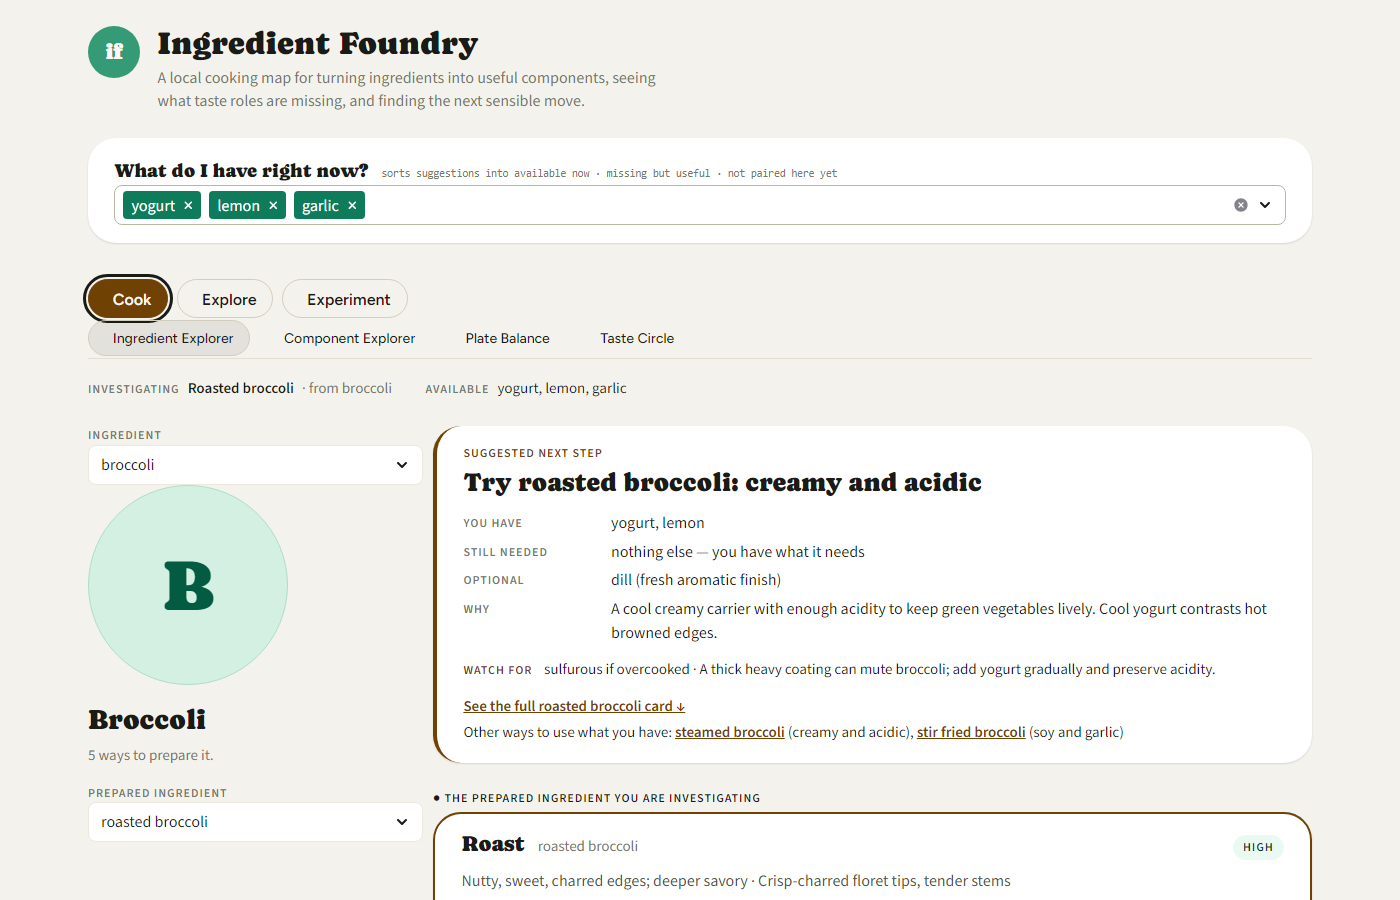 if
Ingredient Foundry
A local cooking map for turning ingredients into useful components, seeing
what taste roles are missing, and finding the next sensible move.
What do I have right now? sorts suggestions into available now · missing but useful · not paired here yet
yogurt × lemon × garlic ×
Cook Explore Experiment
Ingredient Explorer Component Explorer Plate Balance Taste Circle
INVESTIGATING Roasted broccoli · from broccoli AVAILABLE yogurt, lemon, garlic
INGREDIENT
broccoli
B
Broccoli
5 ways to prepare it.
PREPARED INGREDIENT
roasted broccoli
SUGGESTED NEXT STEP
Try roasted broccoli: creamy and acidic
YOU HAVE yogurt, lemon
STILL NEEDED nothing else — you have what it needs
OPTIONAL dill (fresh aromatic finish)
WHY A cool creamy carrier with enough acidity to keep green vegetables lively. Cool yogurt contrasts hot
browned edges.
WATCH FOR sulfurous if overcooked · A thick heavy coating can mute broccoli; add yogurt gradually and preserve acidity.
See the full roasted broccoli card ↓
Other ways to use what you have: steamed broccoli (creamy and acidic), stir fried broccoli (soy and garlic)
• THE PREPARED INGREDIENT YOU ARE INVESTIGATING
Roast roasted broccoli HIGH
Nutty, sweet, charred edges; deeper savory · Crisp-charred floret tips, tender stems